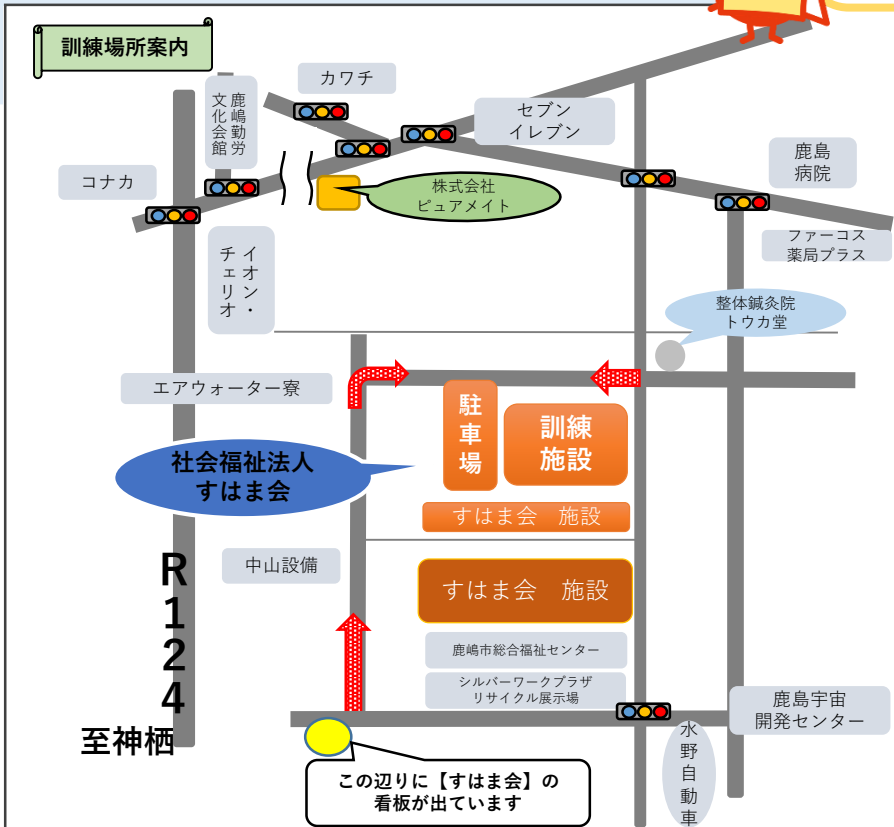 訓練場所案内
カワチ
鹿嶋勤労
文化会館
セブン
イレブン
鹿島
病院
コナカ
株式会社
ピュアメイト
ファーコス
薬局プラス
イオン・
チェリオ
整体鍼灸院
トウカ堂
エアウォーター寮
駐車場
訓練
施設
社会福祉法人
すはま会
すはま会 施設
中山設備
すはま会 施設
R124
鹿嶋市総合福祉センター
シルバーワークプラザ
リサイクル展示場
鹿島宇宙
開発センター
至神栖
水野自動車
この辺りに【すはま会】の
看板が出ています